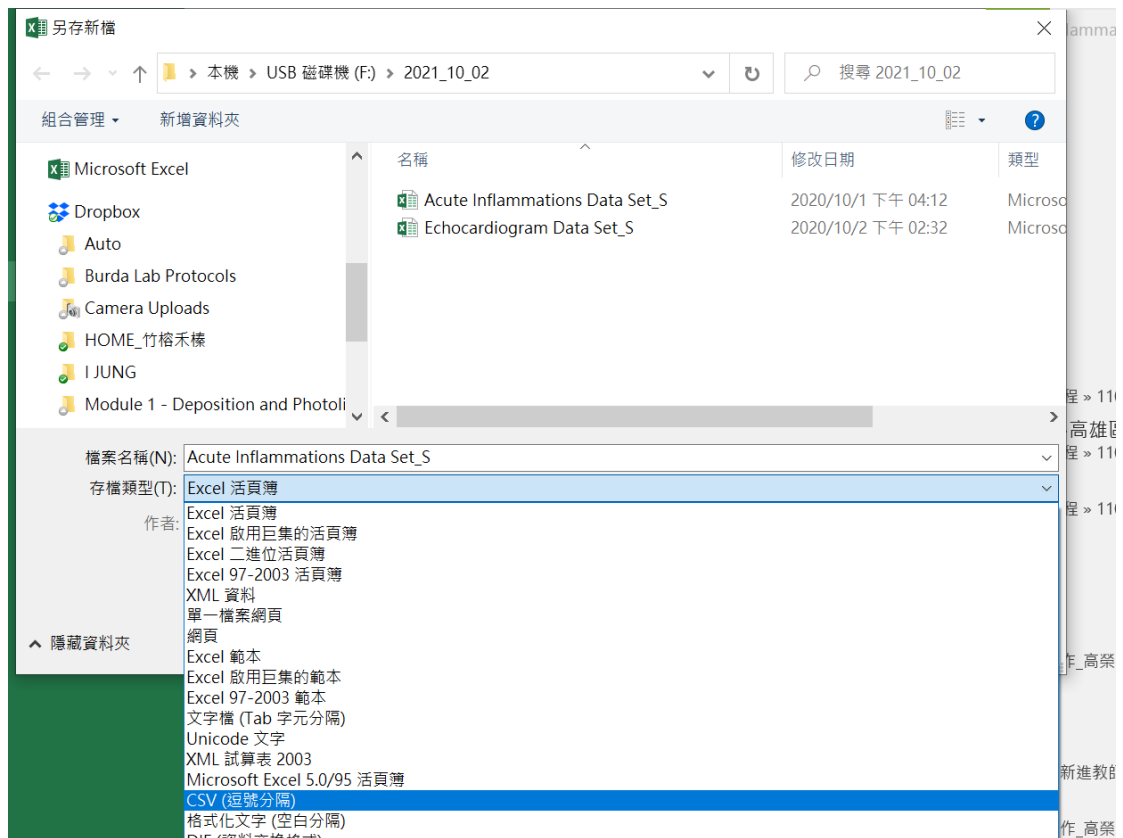 另存新檔
本機 › USB 磁碟機 (F:) › 2021_10_02
搜尋 2021_10_02
組合管理
新增資料夾
Microsoft Excel
Dropbox
Auto
Burda Lab Protocols
Camera Uploads
HOME_竹榕禾榛
I JUNG
Module 1 - Deposition and Photoli
名稱
修改日期
類型
Acute Inflammations Data Set_S
2020/10/1 下午 04:12
Microso
Echocardiogram Data Set_S
2020/10/2 下午 02:32
Microso
檔案名稱(N): Acute Inflammations Data Set_S
存檔類型(T): Excel 活頁簿
作者:
Excel 活頁簿
Excel 啟用巨集的活頁簿
Excel 二進位活頁簿
Excel 97-2003 活頁簿
XML 資料
單一檔案網頁
網頁
Excel 範本
Excel 啟用巨集的範本
Excel 97-2003 範本
文字檔 (Tab 字元分隔)
Unicode 文字
XML 試算表 2003
Microsoft Excel 5.0/95 活頁簿
CSV (逗號分隔)
格式化文字 (空白分隔)
隱藏資料夾
lamma
程 » 11
高雄
程 » 11
程 » 11
作_高榮
新進教
作_高榮